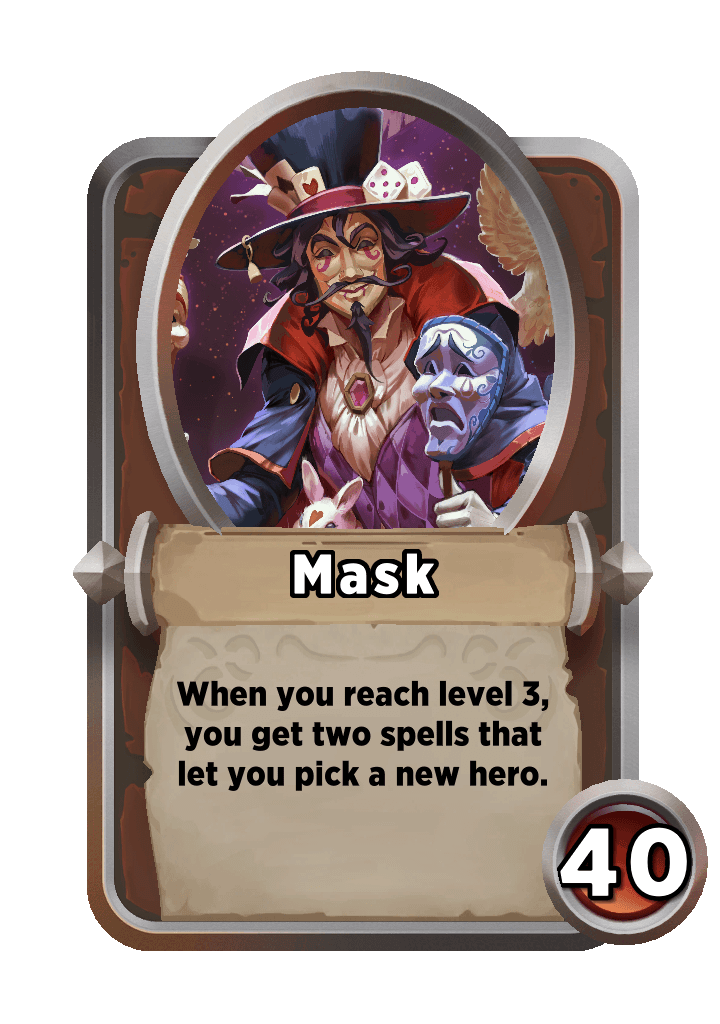 Mask
When you reach level 3,
you get two spells that
let you pick a new hero.
40